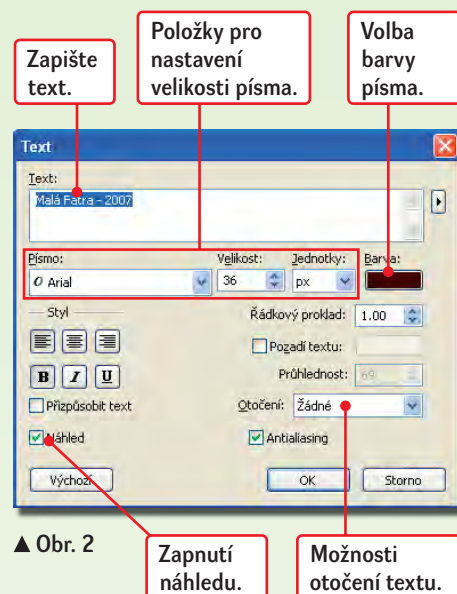 Zapište
text.
Položky pro
nastavení
velikosti písma.
Volba
barvy
písma.
Text
Text:
Malá Fatra - 2007
Písmo:
Velikost:
Jednotky:
Barva:
O Arial
36
px
Styl
Řádkový proklad:
1.00
Pozadí textu:
B I U
Průhlednost:
69
Přizpůsobit text
Otočení:
Žádné
Náhled
Antialiasing
Výchozí
OK
Storno
▲ Obr. 2
Zapnutí
náhledu.
Možnosti
otočení textu.